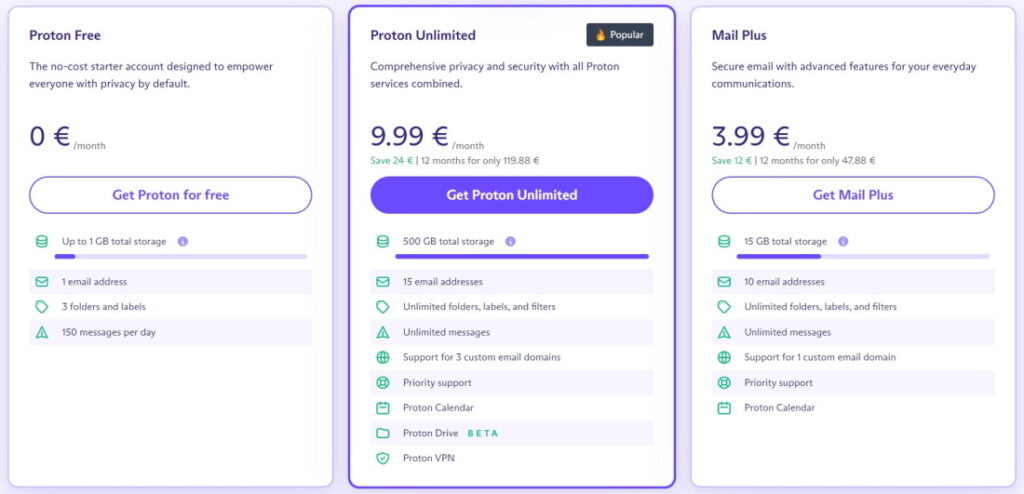 Proton Free
The no-cost starter account designed to empower
everyone with privacy by default.
0 € /month
Get Proton for free
Up to 1 GB total storage
1 email address
3 folders and labels
150 messages per day
Proton Unlimited
Popular
Comprehensive privacy and security with all Proton
services combined.
9.99 € /month
Save 24 € | 12 months for only 119.88 €
Get Proton Unlimited
500 GB total storage
15 email addresses
Unlimited folders, labels, and filters
Unlimited messages
Support for 3 custom email domains
Priority support
Proton Calendar
Proton Drive BETA
Proton VPN
Mail Plus
Secure email with advanced features for your everyday
communications.
3.99 € /month
Save 12 € | 12 months for only 47.88 €
Get Mail Plus
15 GB total storage
10 email addresses
Unlimited folders, labels, and filters
Unlimited messages
Support for 1 custom email domain
Priority support
Proton Calendar